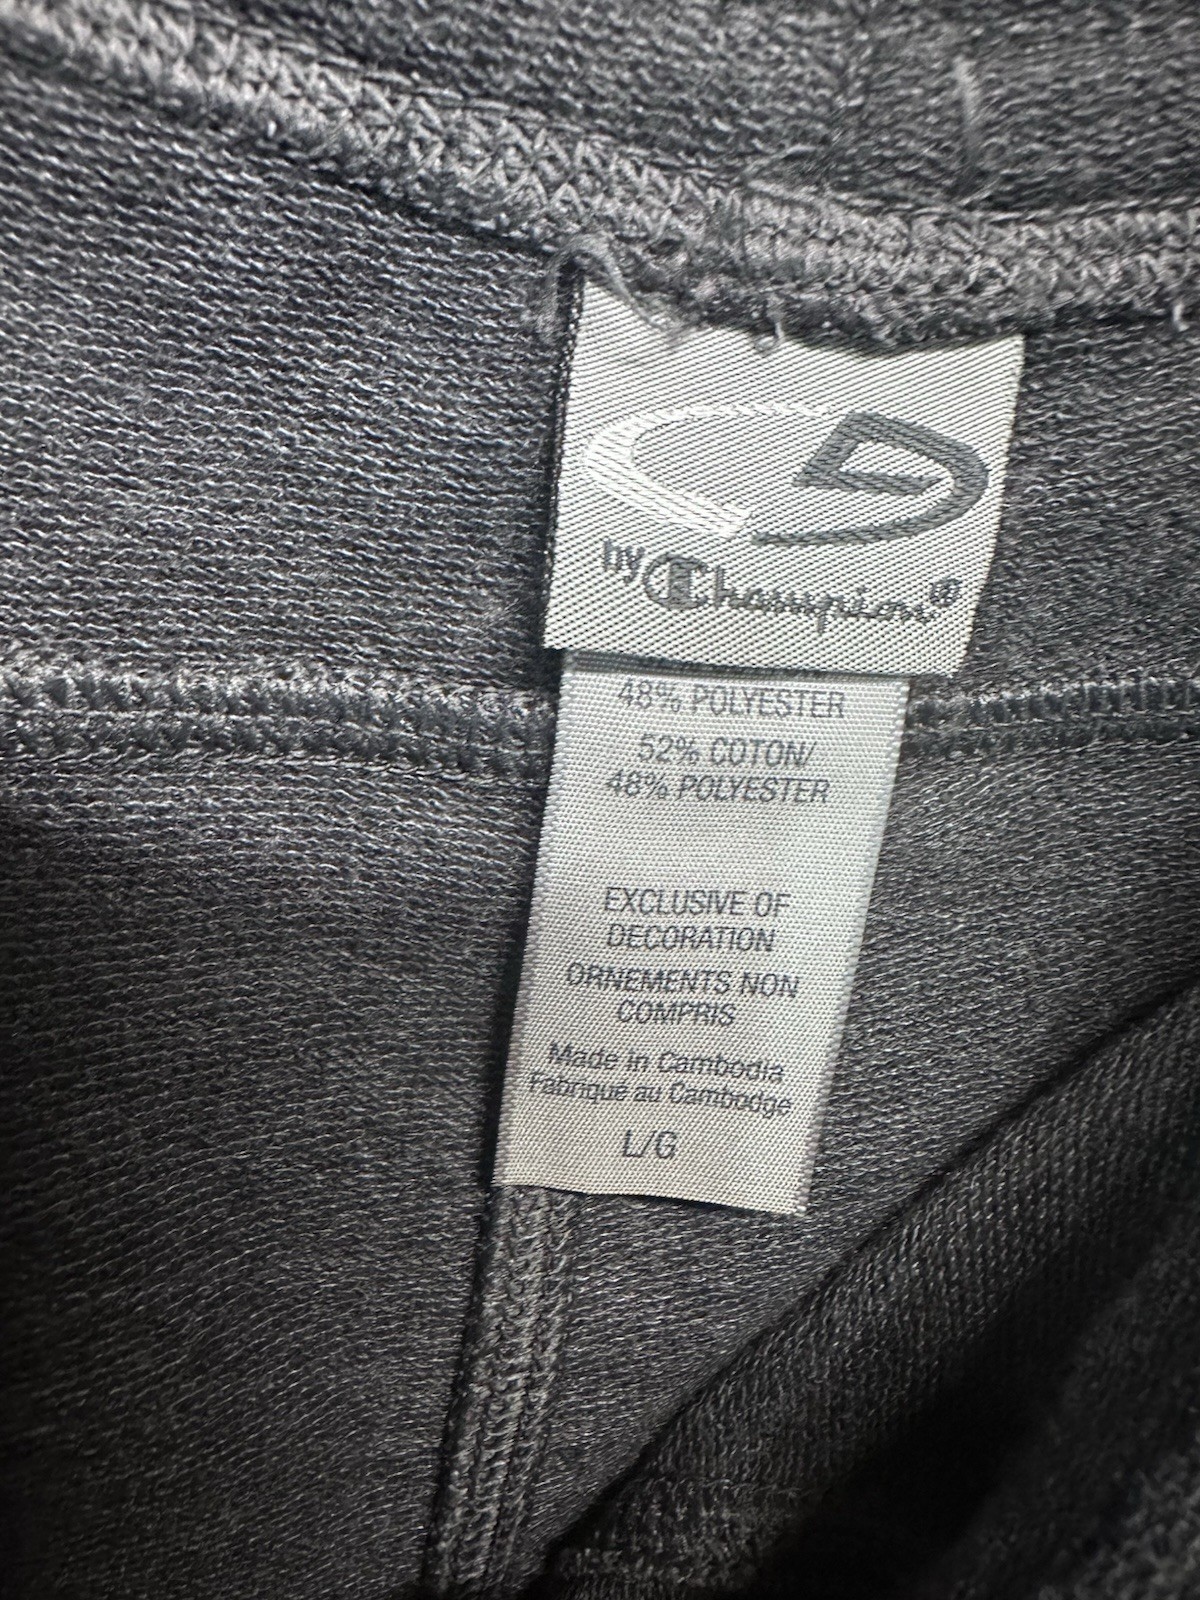 by Champion®
48% POLYESTER
52% COTON/
48% POLYESTER
EXCLUSIVE OF
DECORATION
ORNEMENTS NON
COMPRIS
Made in Cambodia
Fabrique au Cambodge
L/G